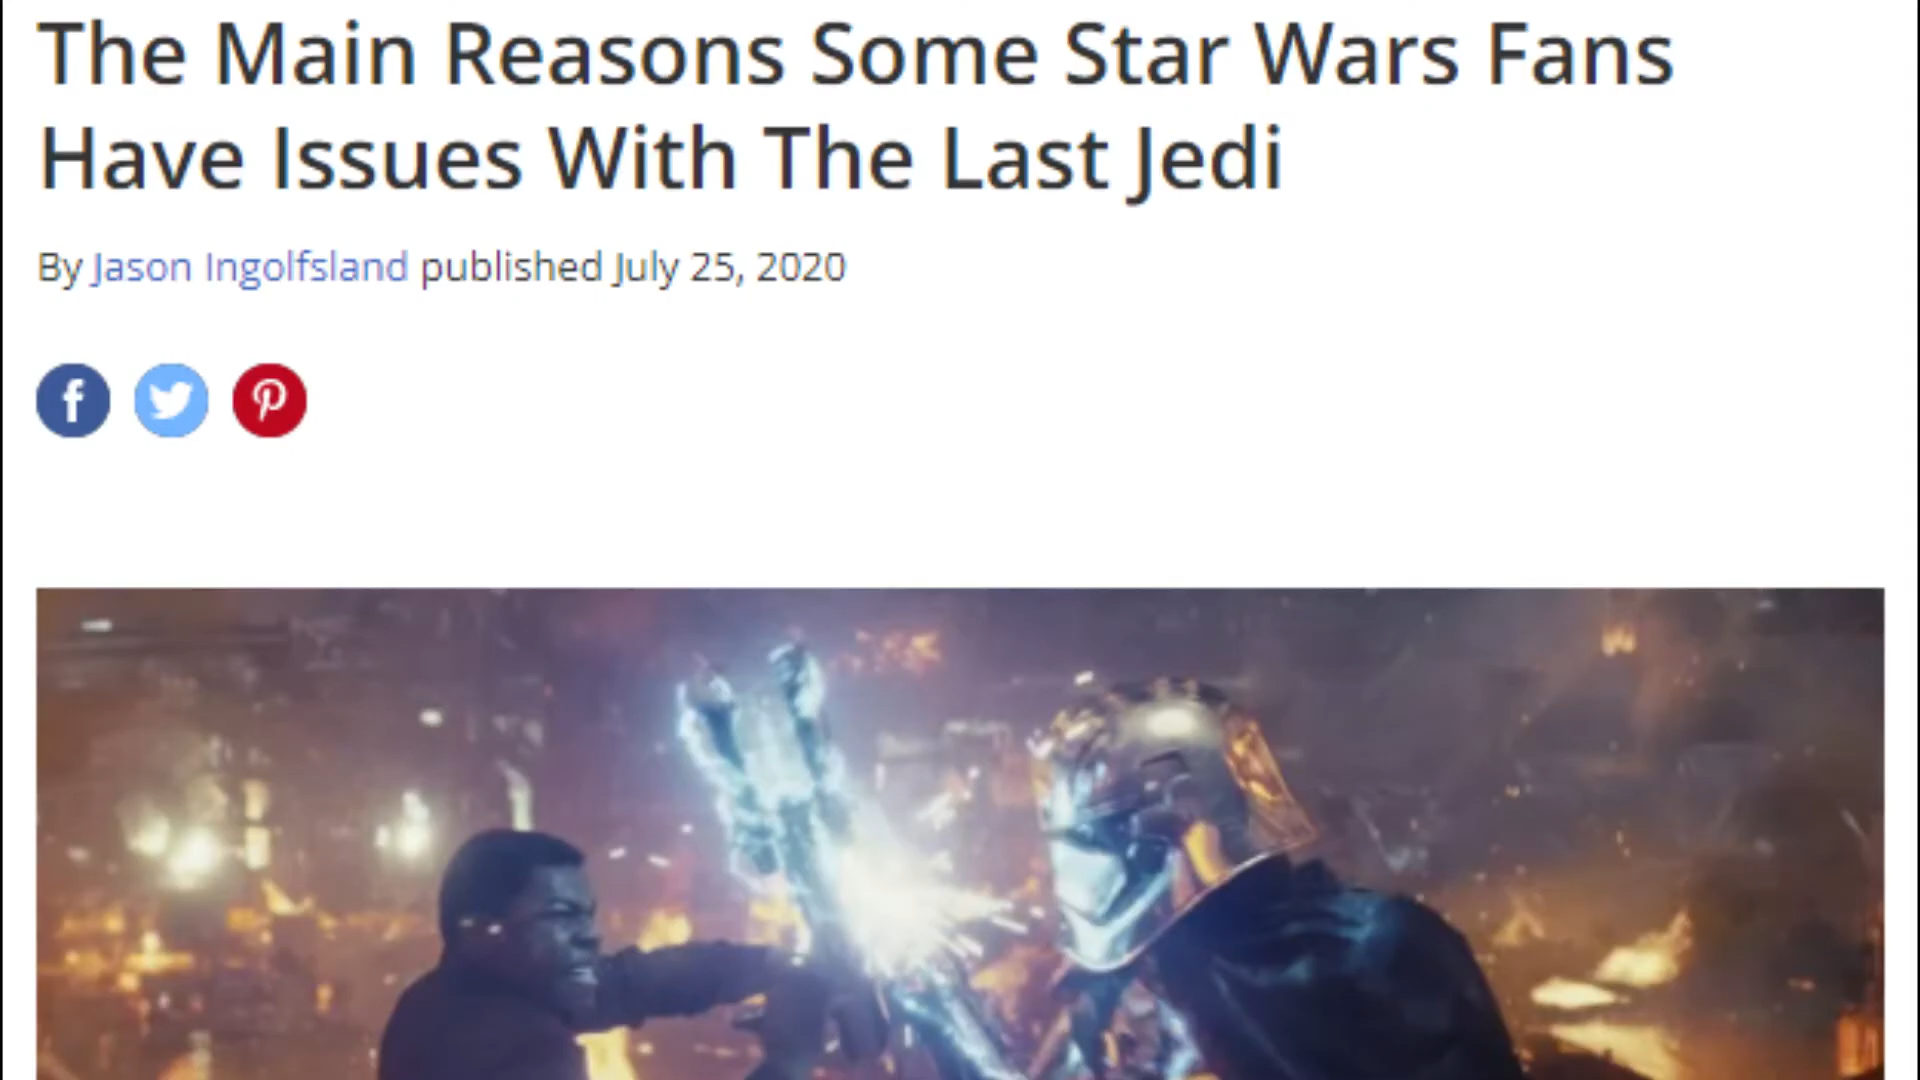 The Main Reasons Some Star Wars Fans
Have Issues With The Last Jedi
By Jason Ingolfsland published July 25, 2020